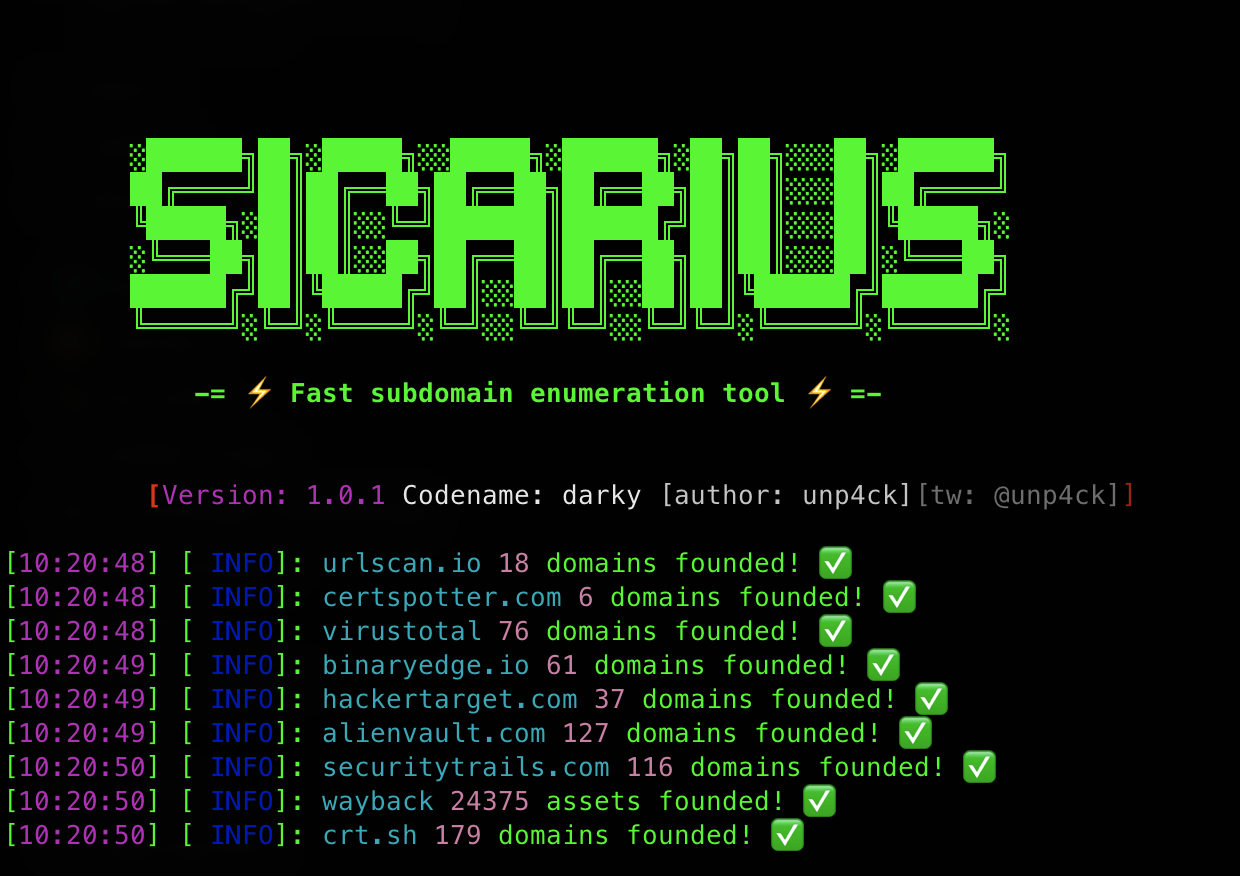 SICARIUS
-= ⚡ Fast subdomain enumeration tool ⚡ =-
[Version: 1.0.1 Codename: darky [author: unp4ck][tw: @unp4ck]]
[10:20:48] [ INFO]: urlscan.io 18 domains founded! ✅
[10:20:48] [ INFO]: certspotter.com 6 domains founded! ✅
[10:20:48] [ INFO]: virustotal 76 domains founded! ✅
[10:20:49] [ INFO]: binaryedge.io 61 domains founded! ✅
[10:20:49] [ INFO]: hackertarget.com 37 domains founded! ✅
[10:20:49] [ INFO]: alienvault.com 127 domains founded! ✅
[10:20:50] [ INFO]: securitytrails.com 116 domains founded! ✅
[10:20:50] [ INFO]: wayback 24375 assets founded! ✅
[10:20:50] [ INFO]: crt.sh 179 domains founded! ✅